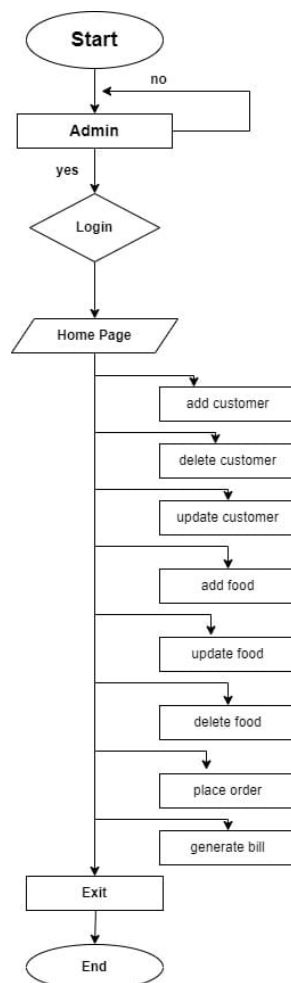 Start
no
Admin
yes
Login
Home Page
add customer
delete customer
update customer
add food
update food
delete food
place order
generate bill
Exit
End